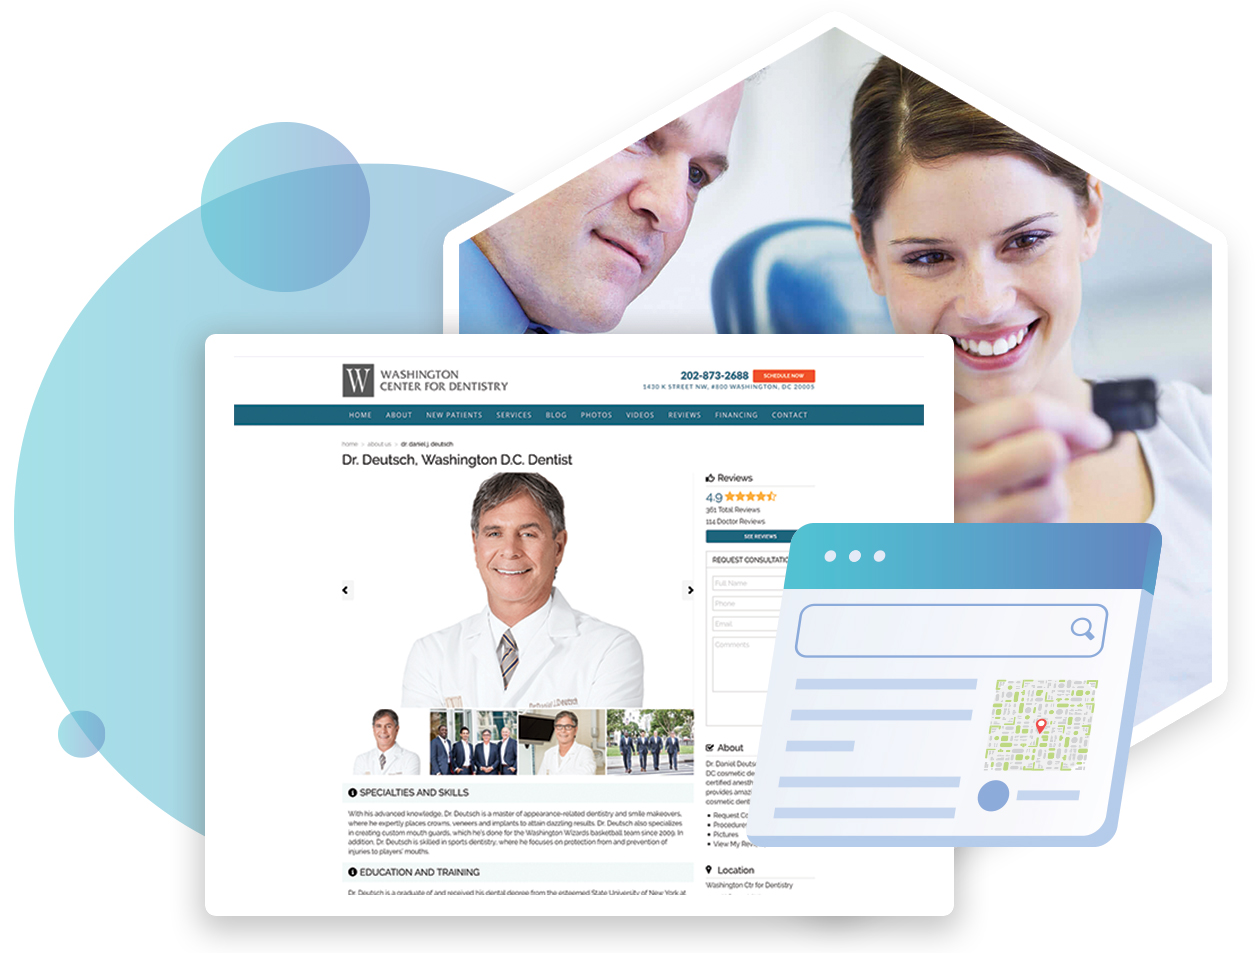 W WASHINGTON
CENTER FOR DENTISTRY
202-873-2688 SCHEDULE NOW
1430 K STREET NW, #800 WASHINGTON, DC 20005
HOME ABOUT NEW PATIENTS SERVICES BLOG PHOTOS VIDEOS REVIEWS FINANCING CONTACT
home > about us > dr. daniel j. deutsch
Dr. Deutsch, Washington D.C. Dentist
SPECIALTIES AND SKILLS
With his advanced knowledge, Dr. Deutsch is a master of appearance-related dentistry and smile makeovers,
where he expertly places crowns, veneers and implants to attain dazzling results. Dr. Deutsch also specializes
in creating custom mouth guards, which he's done for the Washington Wizards basketball team since 2009. In
addition, Dr. Deutsch is skilled in sports dentistry, where he focuses on protection from and prevention of
injuries to players' mouths.
EDUCATION AND TRAINING
Dr. Deutsch is a graduate of and received his dental degree from the esteemed State University of New York at
Reviews
4.9
361 Total Reviews
114 Doctor Reviews
SEE REVIEWS
REQUEST CONSULTATIO
Full Name
Phone
Email
Comments
About
Dr. Daniel Deuts
DC cosmetic de
certified anesth
provides amaz
cosmetic dent
Request Co
Procedure
Pictures
View My Rev
Location
Washington Ctr for Dentistry